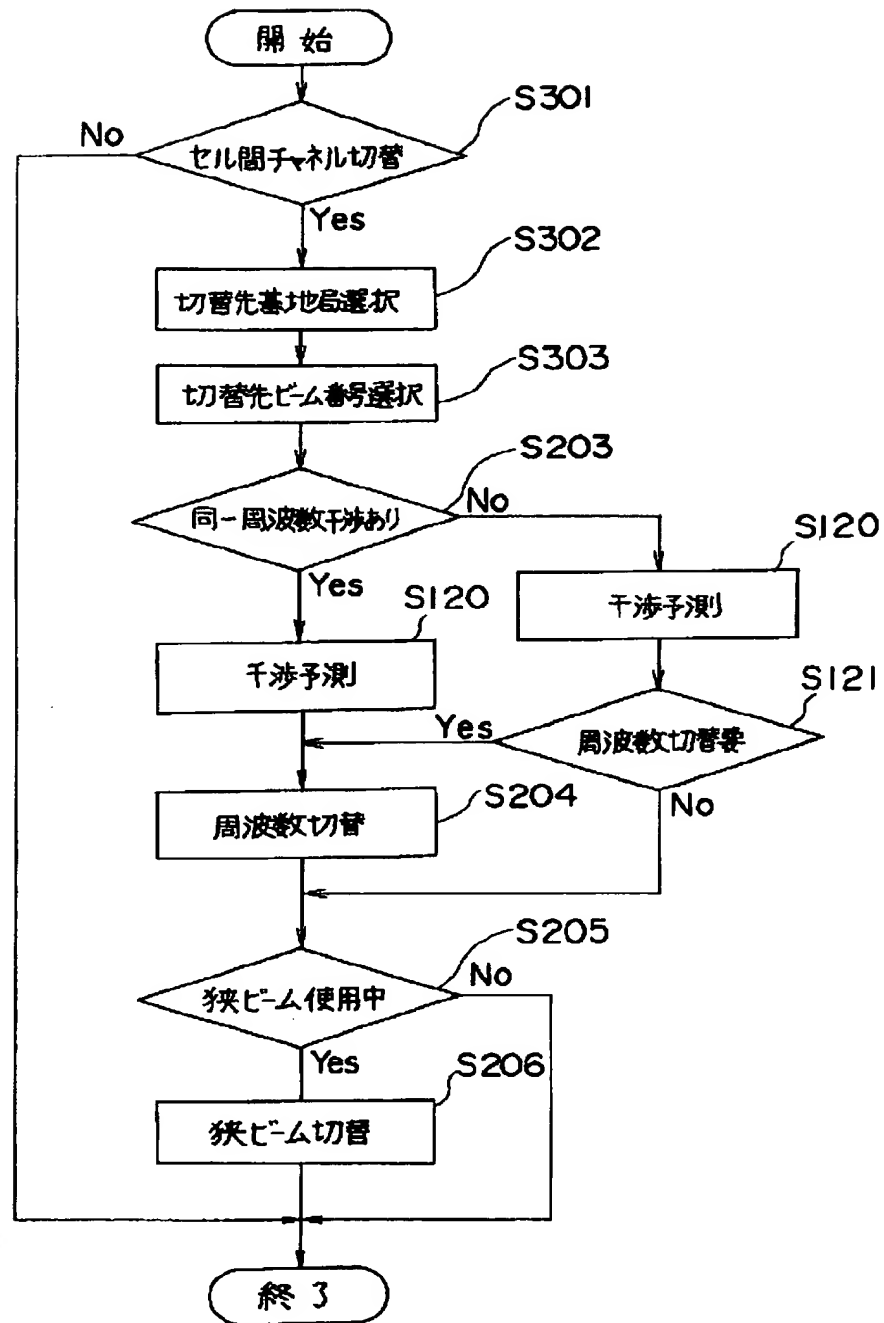 開始
S301
No
セル間チャネル切替
Yes
S302
切替先基地局選択
S303
切替先ビーム番号選択
S203
同一周波数干渉あり
No
Yes
S120
干渉予測
S120
干渉予測
S121
周波数切替要
Yes
No
S204
周波数切替
S205
狭ビーム使用中
No
Yes
S206
狭ビーム切替
終了